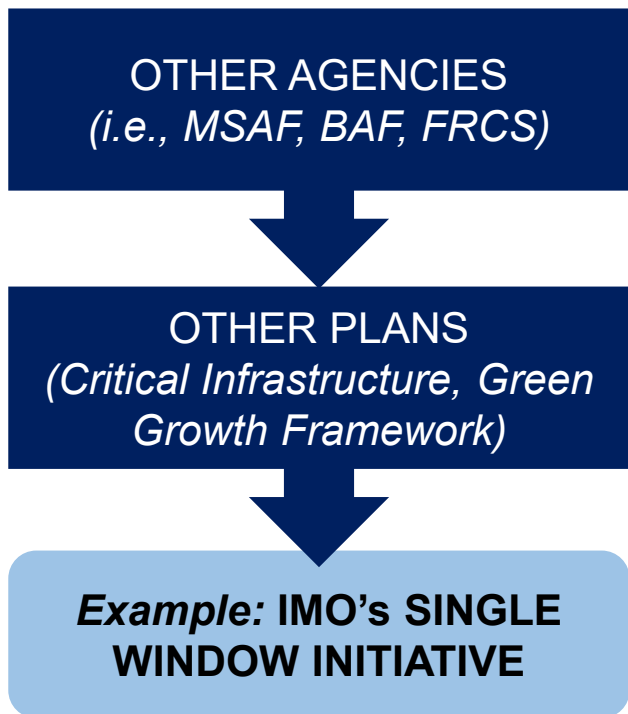 OTHER AGENCIES
(i.e., MSAF, BAF, FRCS)
OTHER PLANS
(Critical Infrastructure, Green
Growth Framework)
Example: IMO’s SINGLE
WINDOW INITIATIVE